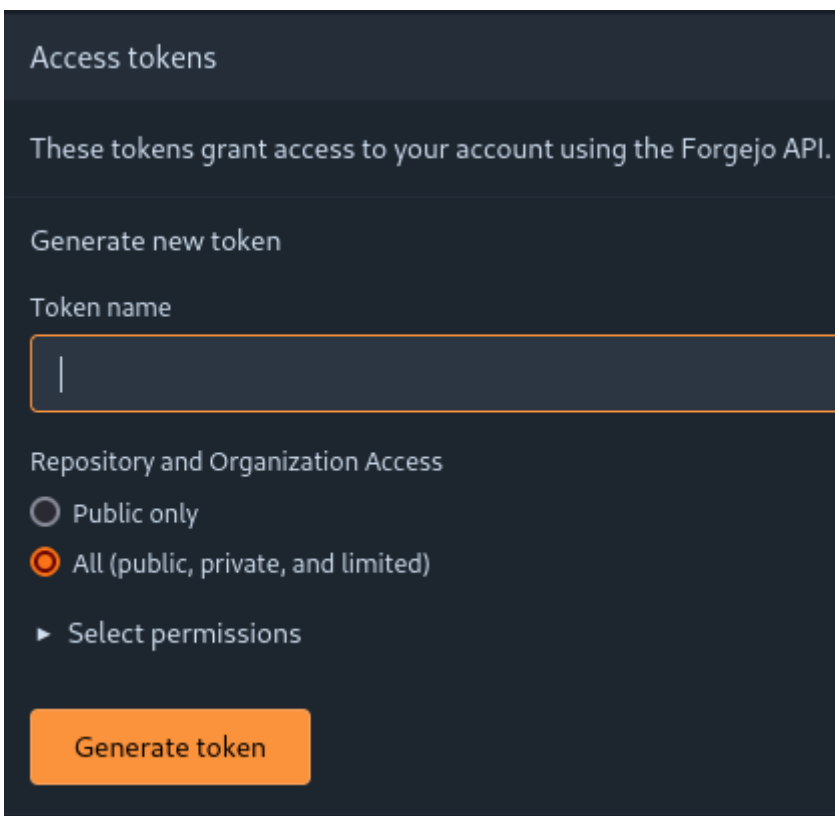 Access tokens
These tokens grant access to your account using the Forgejo API.
Generate new token
Token name
Repository and Organization Access
Public only
All (public, private, and limited)
Select permissions
Generate token